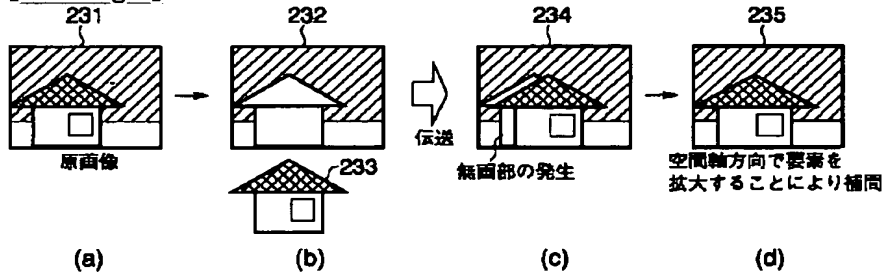 231
232
234
235
原画像
233
伝送
無画部の発生
空間軸方向で要素を
拡大することにより補間
(a)
(b)
(c)
(d)